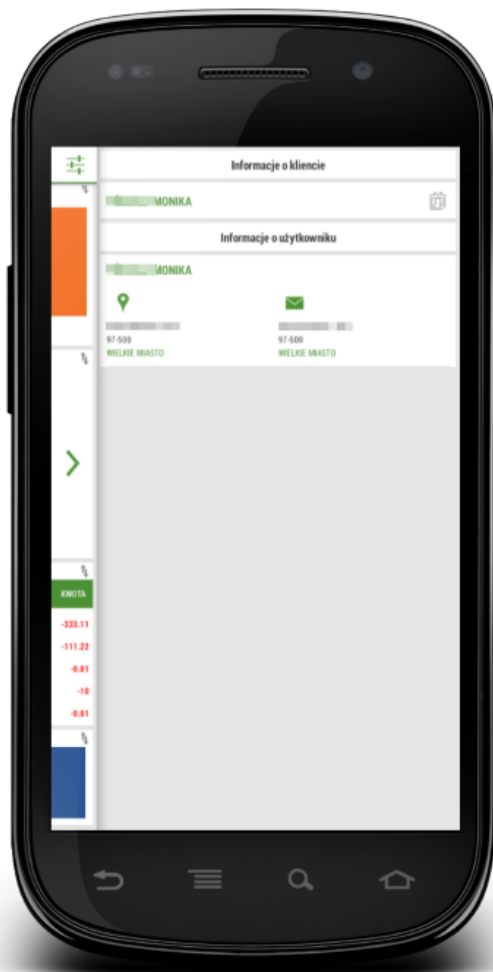 Informacje o kliencie
MONIKA
Informacje o użytkowniku
MONIKA
97-500
WIELKIE MIASTO
97-500
WIELKIE MIASTO
KWOTA
-333.11
-111.22
-0.01
-10
-0.01